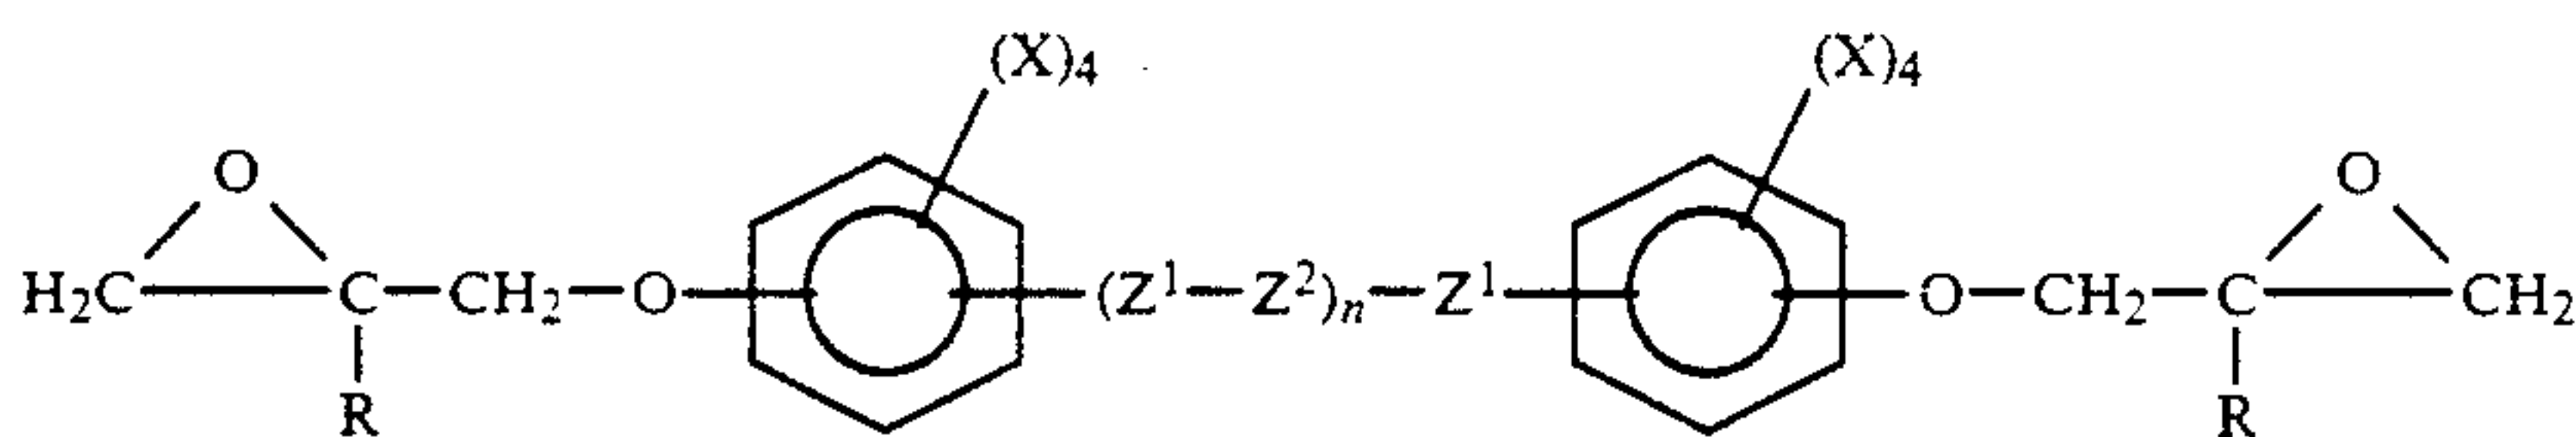 (X)₄ (X)₄
O O
H₂C—C—CH₂—O—(Z¹—Z²)ₙ—Z¹—O—CH₂—C—CH₂
R R